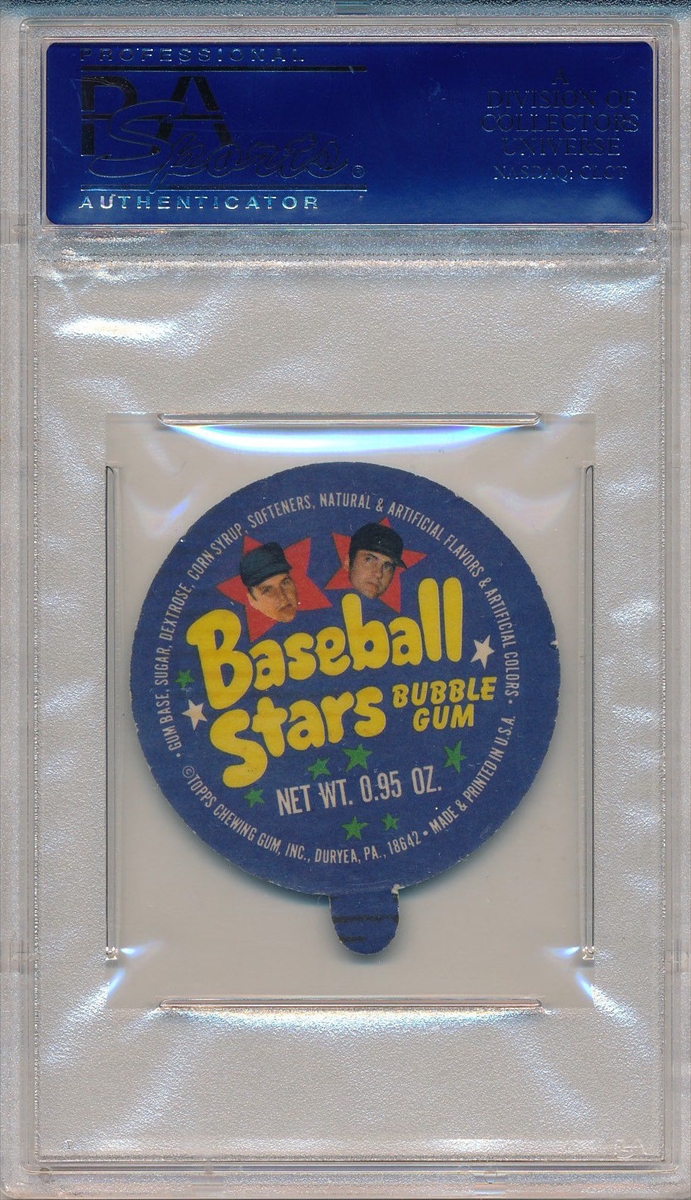 PROFESSIONAL
PSA
Sports®
AUTHENTICATOR
A
DIVISION OF
COLLECTORS
UNIVERSE
NASDAQ: CLCT
• GUM BASE, SUGAR, DEXTROSE, CORN SYRUP, SOFTENERS, NATURAL & ARTIFICIAL FLAVORS & ARTIFICIAL COLORS •
Baseball
Stars
BUBBLE
GUM
NET WT. 0.95 OZ.
©TOPPS CHEWING GUM, INC., DURYEA, PA., 18642 • MADE & PRINTED IN U.S.A.